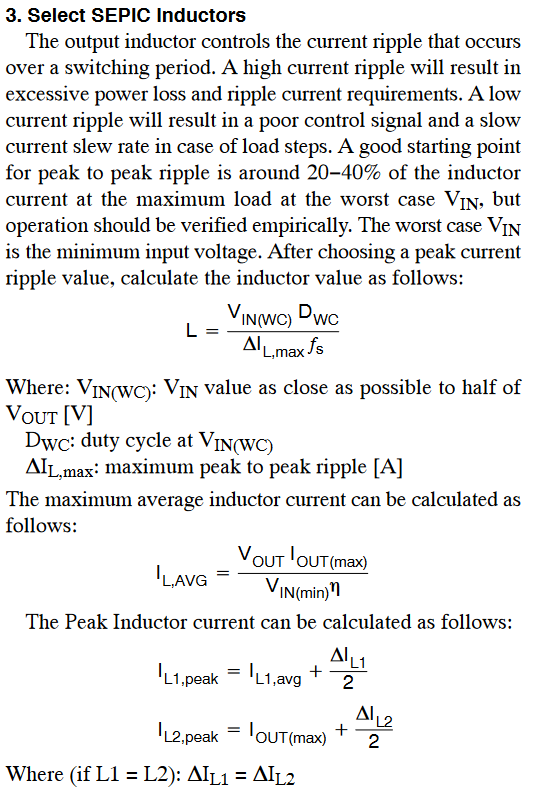 3. Select SEPIC Inductors
The output inductor controls the current ripple that occurs
over a switching period. A high current ripple will result in
excessive power loss and ripple current requirements. A low
current ripple will result in a poor control signal and a slow
current slew rate in case of load steps. A good starting point
for peak to peak ripple is around 20–40% of the inductor
current at the maximum load at the worst case VIN, but
operation should be verified empirically. The worst case VIN
is the minimum input voltage. After choosing a peak current
ripple value, calculate the inductor value as follows:
L = VIN(WC) DWC / ΔIL,max fs
Where: VIN(WC): VIN value as close as possible to half of
VOUT [V]
DWC: duty cycle at VIN(WC)
ΔIL,max: maximum peak to peak ripple [A]
The maximum average inductor current can be calculated as
follows:
IL,AVG = VOUT IOUT(max) / VIN(min)η
The Peak Inductor current can be calculated as follows:
IL1,peak = IL1,avg + ΔIL1 / 2
IL2,peak = IOUT(max) + ΔIL2 / 2
Where (if L1 = L2): ΔIL1 = ΔIL2